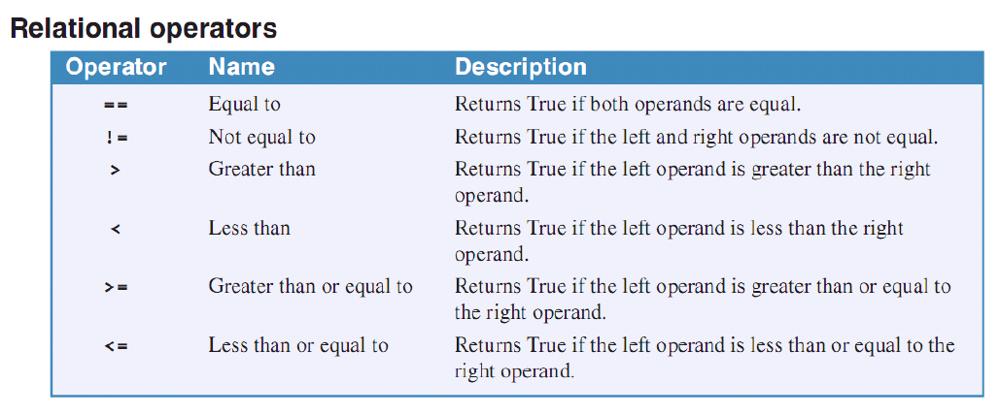 Relational operators
Operator Name Description
== Equal to Returns True if both operands are equal.
!= Not equal to Returns True if the left and right operands are not equal.
> Greater than Returns True if the left operand is greater than the right
operand.
< Less than Returns True if the left operand is less than the right
operand.
>= Greater than or equal to Returns True if the left operand is greater than or equal to
the right operand.
<= Less than or equal to Returns True if the left operand is less than or equal to the
right operand.